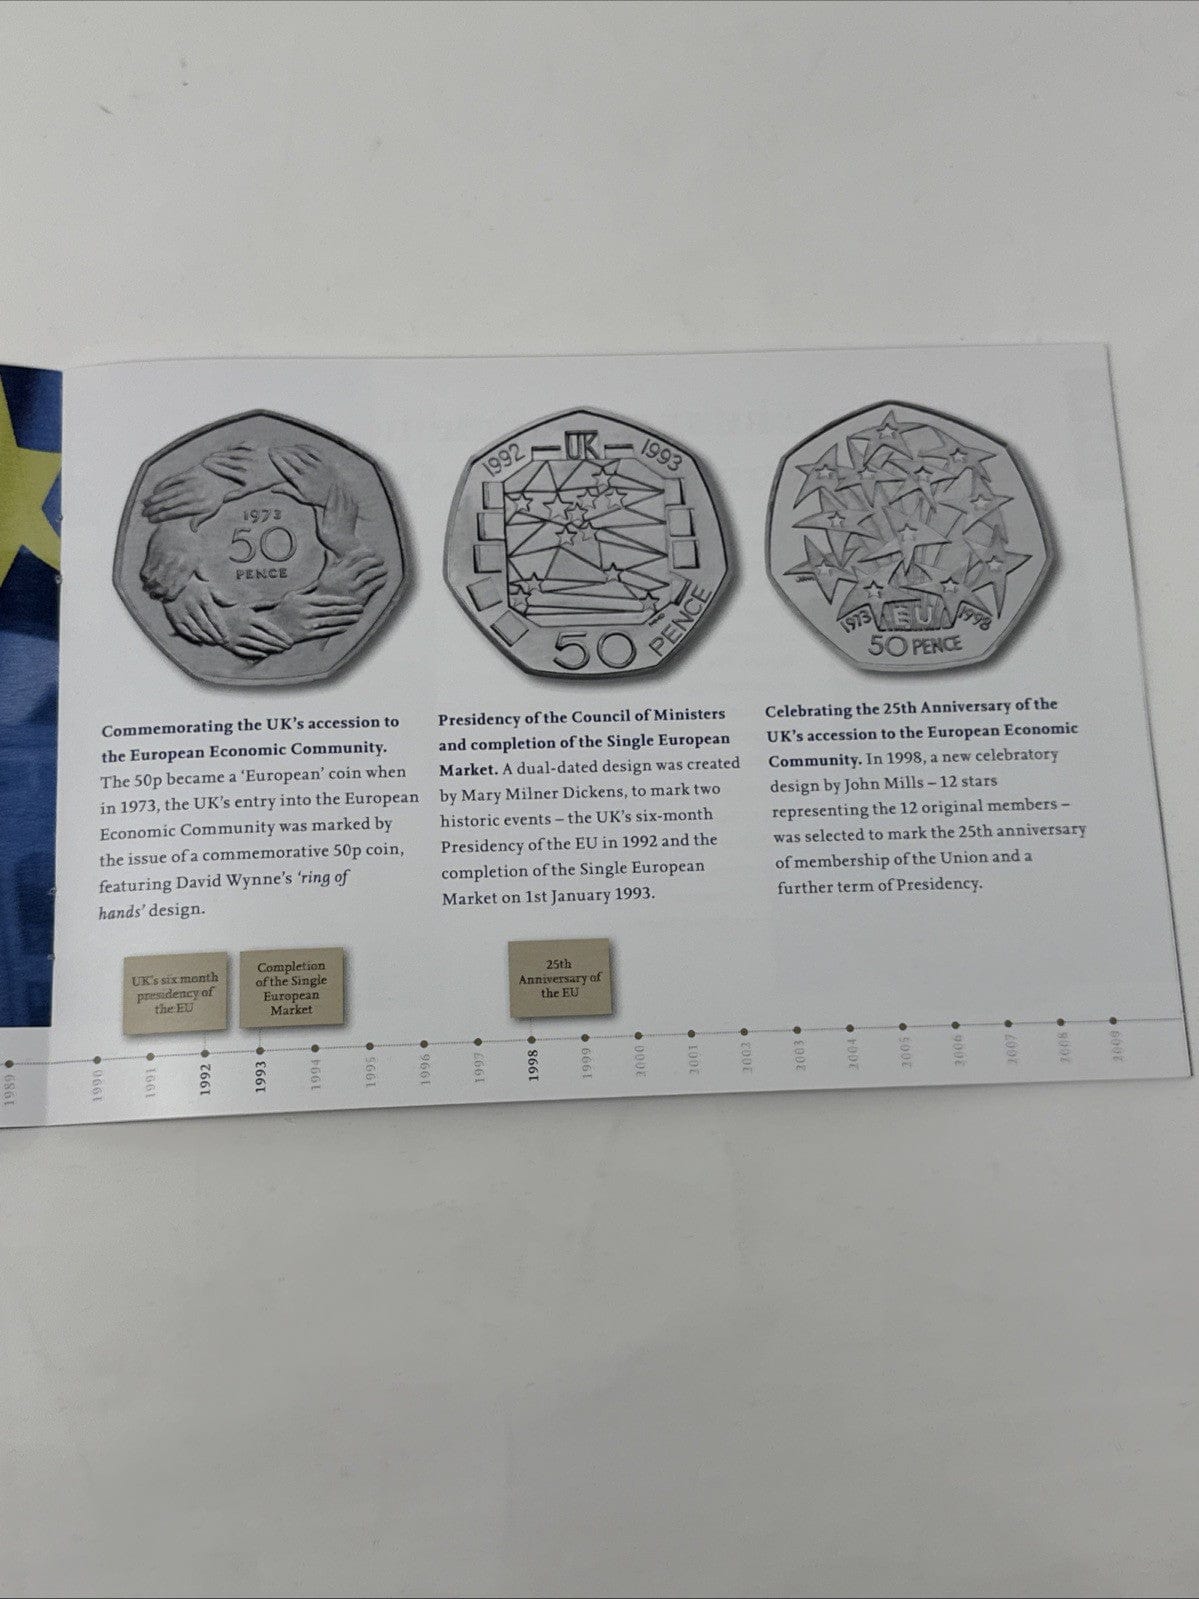 1973
50
PENCE
1992 UK 1993
50 PENCE
1973 EU 1998
50 PENCE
Commemorating the UK's accession to
the European Economic Community.
The 50p became a 'European' coin when
in 1973, the UK's entry into the European
Economic Community was marked by
the issue of a commemorative 50p coin,
featuring David Wynne's 'ring of
hands' design.
Presidency of the Council of Ministers
and completion of the Single European
Market. A dual-dated design was created
by Mary Milner Dickens, to mark two
historic events – the UK's six-month
Presidency of the EU in 1992 and the
completion of the Single European
Market on 1st January 1993.
Celebrating the 25th Anniversary of the
UK's accession to the European Economic
Community. In 1998, a new celebratory
design by John Mills – 12 stars
representing the 12 original members –
was selected to mark the 25th anniversary
of membership of the Union and a
further term of Presidency.
UK's six month
presidency of
the EU
Completion
of the Single
European
Market
25th
Anniversary of
the EU
1989
1990
1991
1992
1993
1994
1995
1996
1997
1998
1999
2000
2001
2002
2003
2004
2005
2006
2007
2008
2009